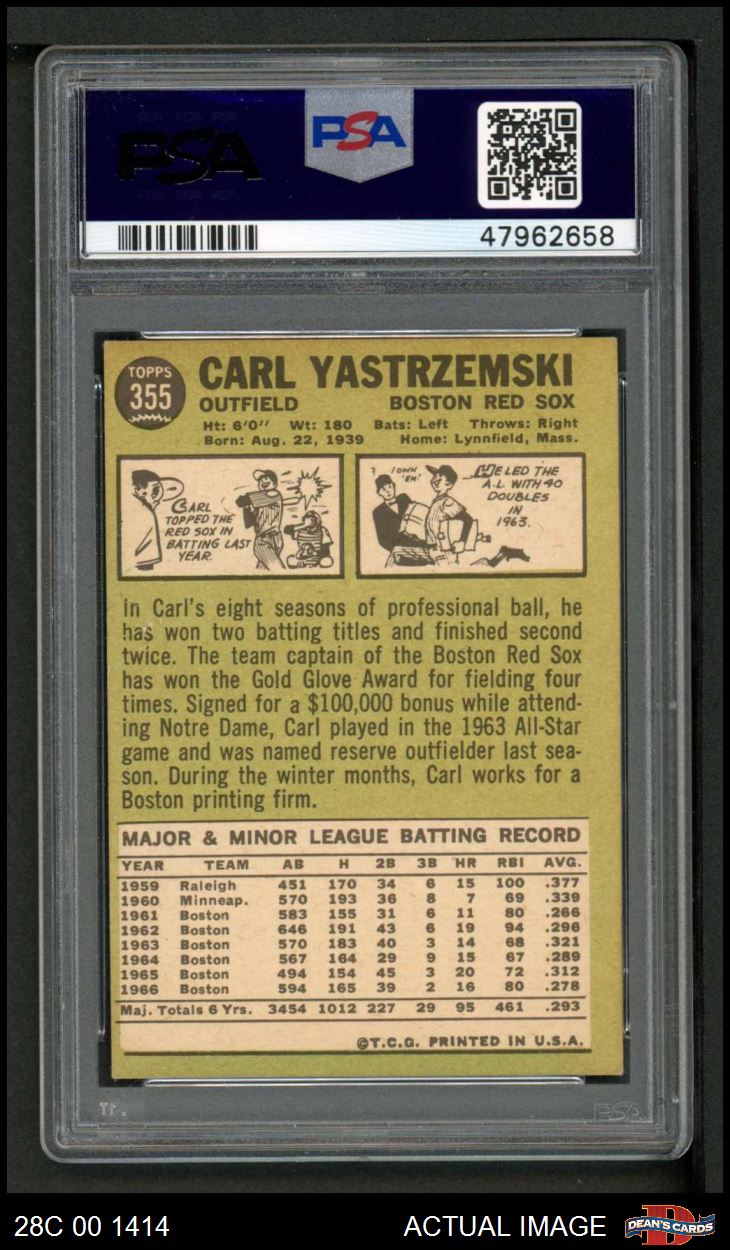 PSA
PSA
47962658
TOPPS
355
CARL YASTRZEMSKI
OUTFIELD BOSTON RED SOX
Ht: 6'0" Wt: 180 Bats: Left Throws: Right
Born: Aug. 22, 1939 Home: Lynnfield, Mass.
CARL
TOPPED THE
RED SOX IN
BATTING LAST
YEAR.
? I OWN
'EM!
HE LED THE
A.L. WITH 40
DOUBLES
IN
1963.
In Carl's eight seasons of professional ball, he
has won two batting titles and finished second
twice. The team captain of the Boston Red Sox
has won the Gold Glove Award for fielding four
times. Signed for a $100,000 bonus while attend-
ing Notre Dame, Carl played in the 1963 All-Star
game and was named reserve outfielder last sea-
son. During the winter months, Carl works for a
Boston printing firm.
MAJOR & MINOR LEAGUE BATTING RECORD
YEAR TEAM AB H 2B 3B HR RBI AVG.
1959 Raleigh 451 170 34 6 15 100 .377
1960 Minneap. 570 193 36 8 7 69 .339
1961 Boston 583 155 31 6 11 80 .266
1962 Boston 646 191 43 6 19 94 .296
1963 Boston 570 183 40 3 14 68 .321
1964 Boston 567 164 29 9 15 67 .289
1965 Boston 494 154 45 3 20 72 .312
1966 Boston 594 165 39 2 16 80 .278
Maj. Totals 6 Yrs. 3454 1012 227 29 95 461 .293
©T.C.G. PRINTED IN U.S.A.
PSA
28C 00 1414 ACTUAL IMAGE DEAN'S CARDS